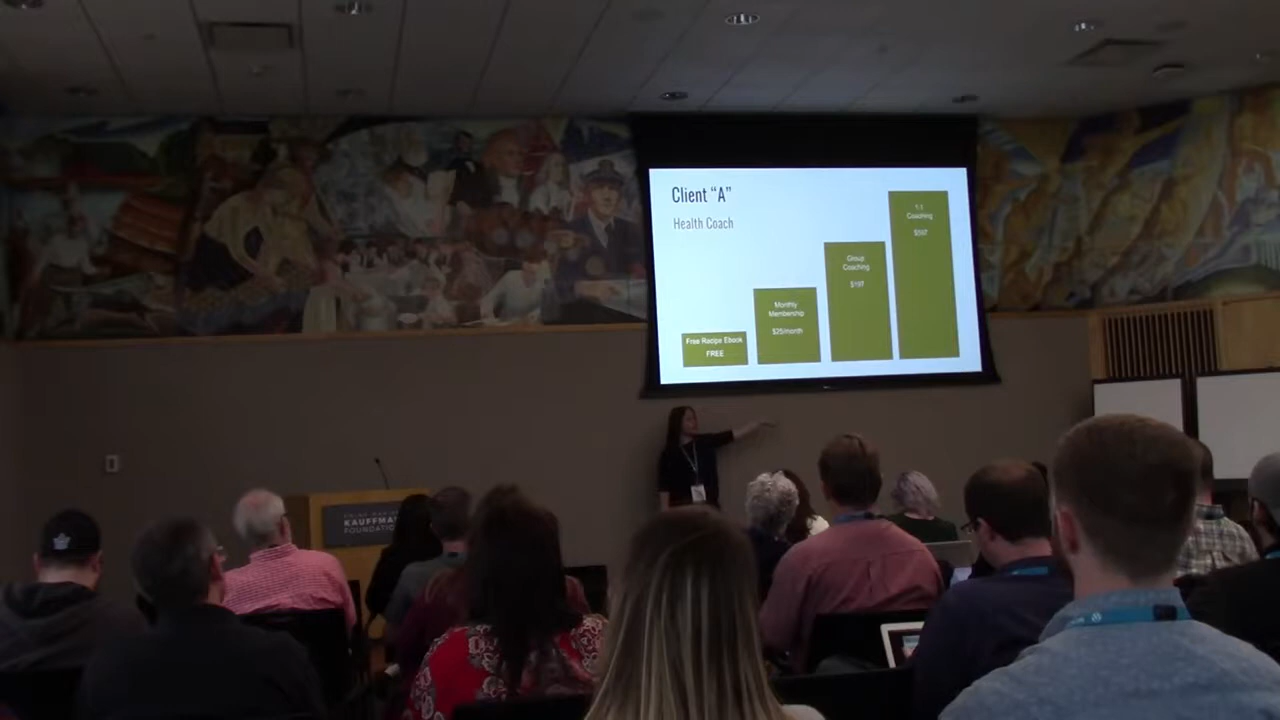 Client “A”
Health Coach
1-1
Coaching
$597
Group
Coaching
$197
Monthly
Membership
$25/month
Free Recipe Ebook
FREE
KAUFFMAN
FOUNDATION